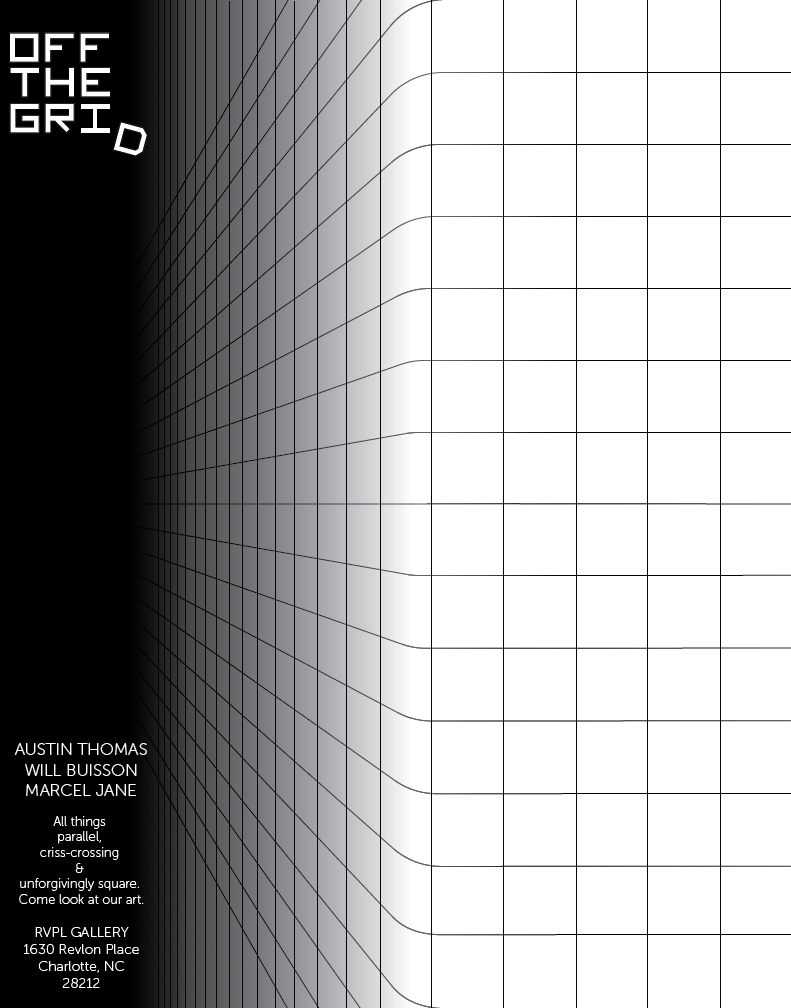 OFF
THE
GRID
AUSTIN THOMAS
WILL BUISSON
MARCEL JANE
All things
parallel,
criss-crossing
&
unforgivingly square.
Come look at our art.
RVPL GALLERY
1630 Revlon Place
Charlotte, NC
28212